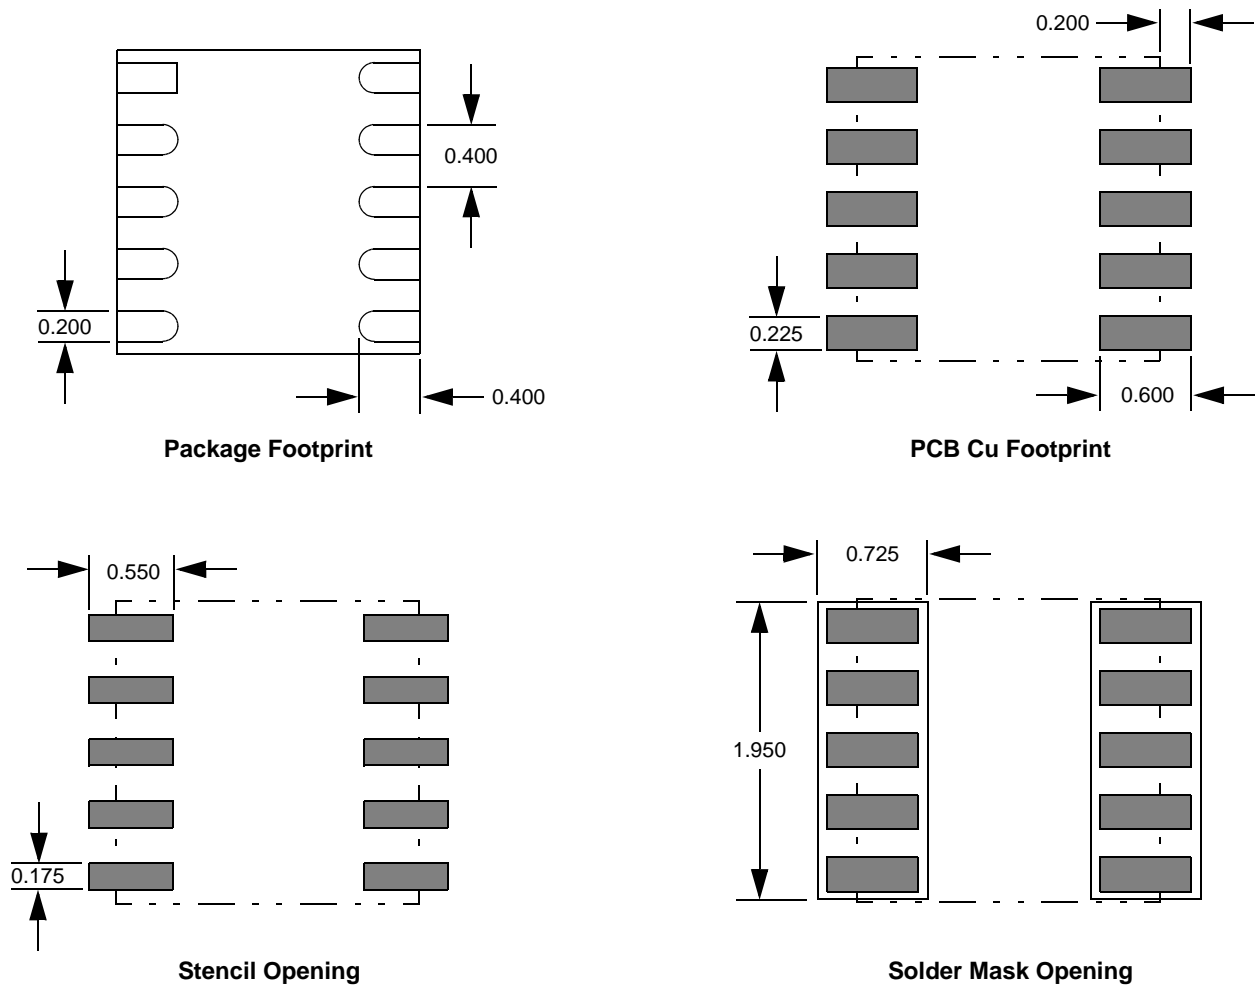 0.400
0.200
0.400
Package Footprint
0.200
0.225
0.600
PCB Cu Footprint
0.550
0.175
Stencil Opening
0.725
1.950
Solder Mask Opening